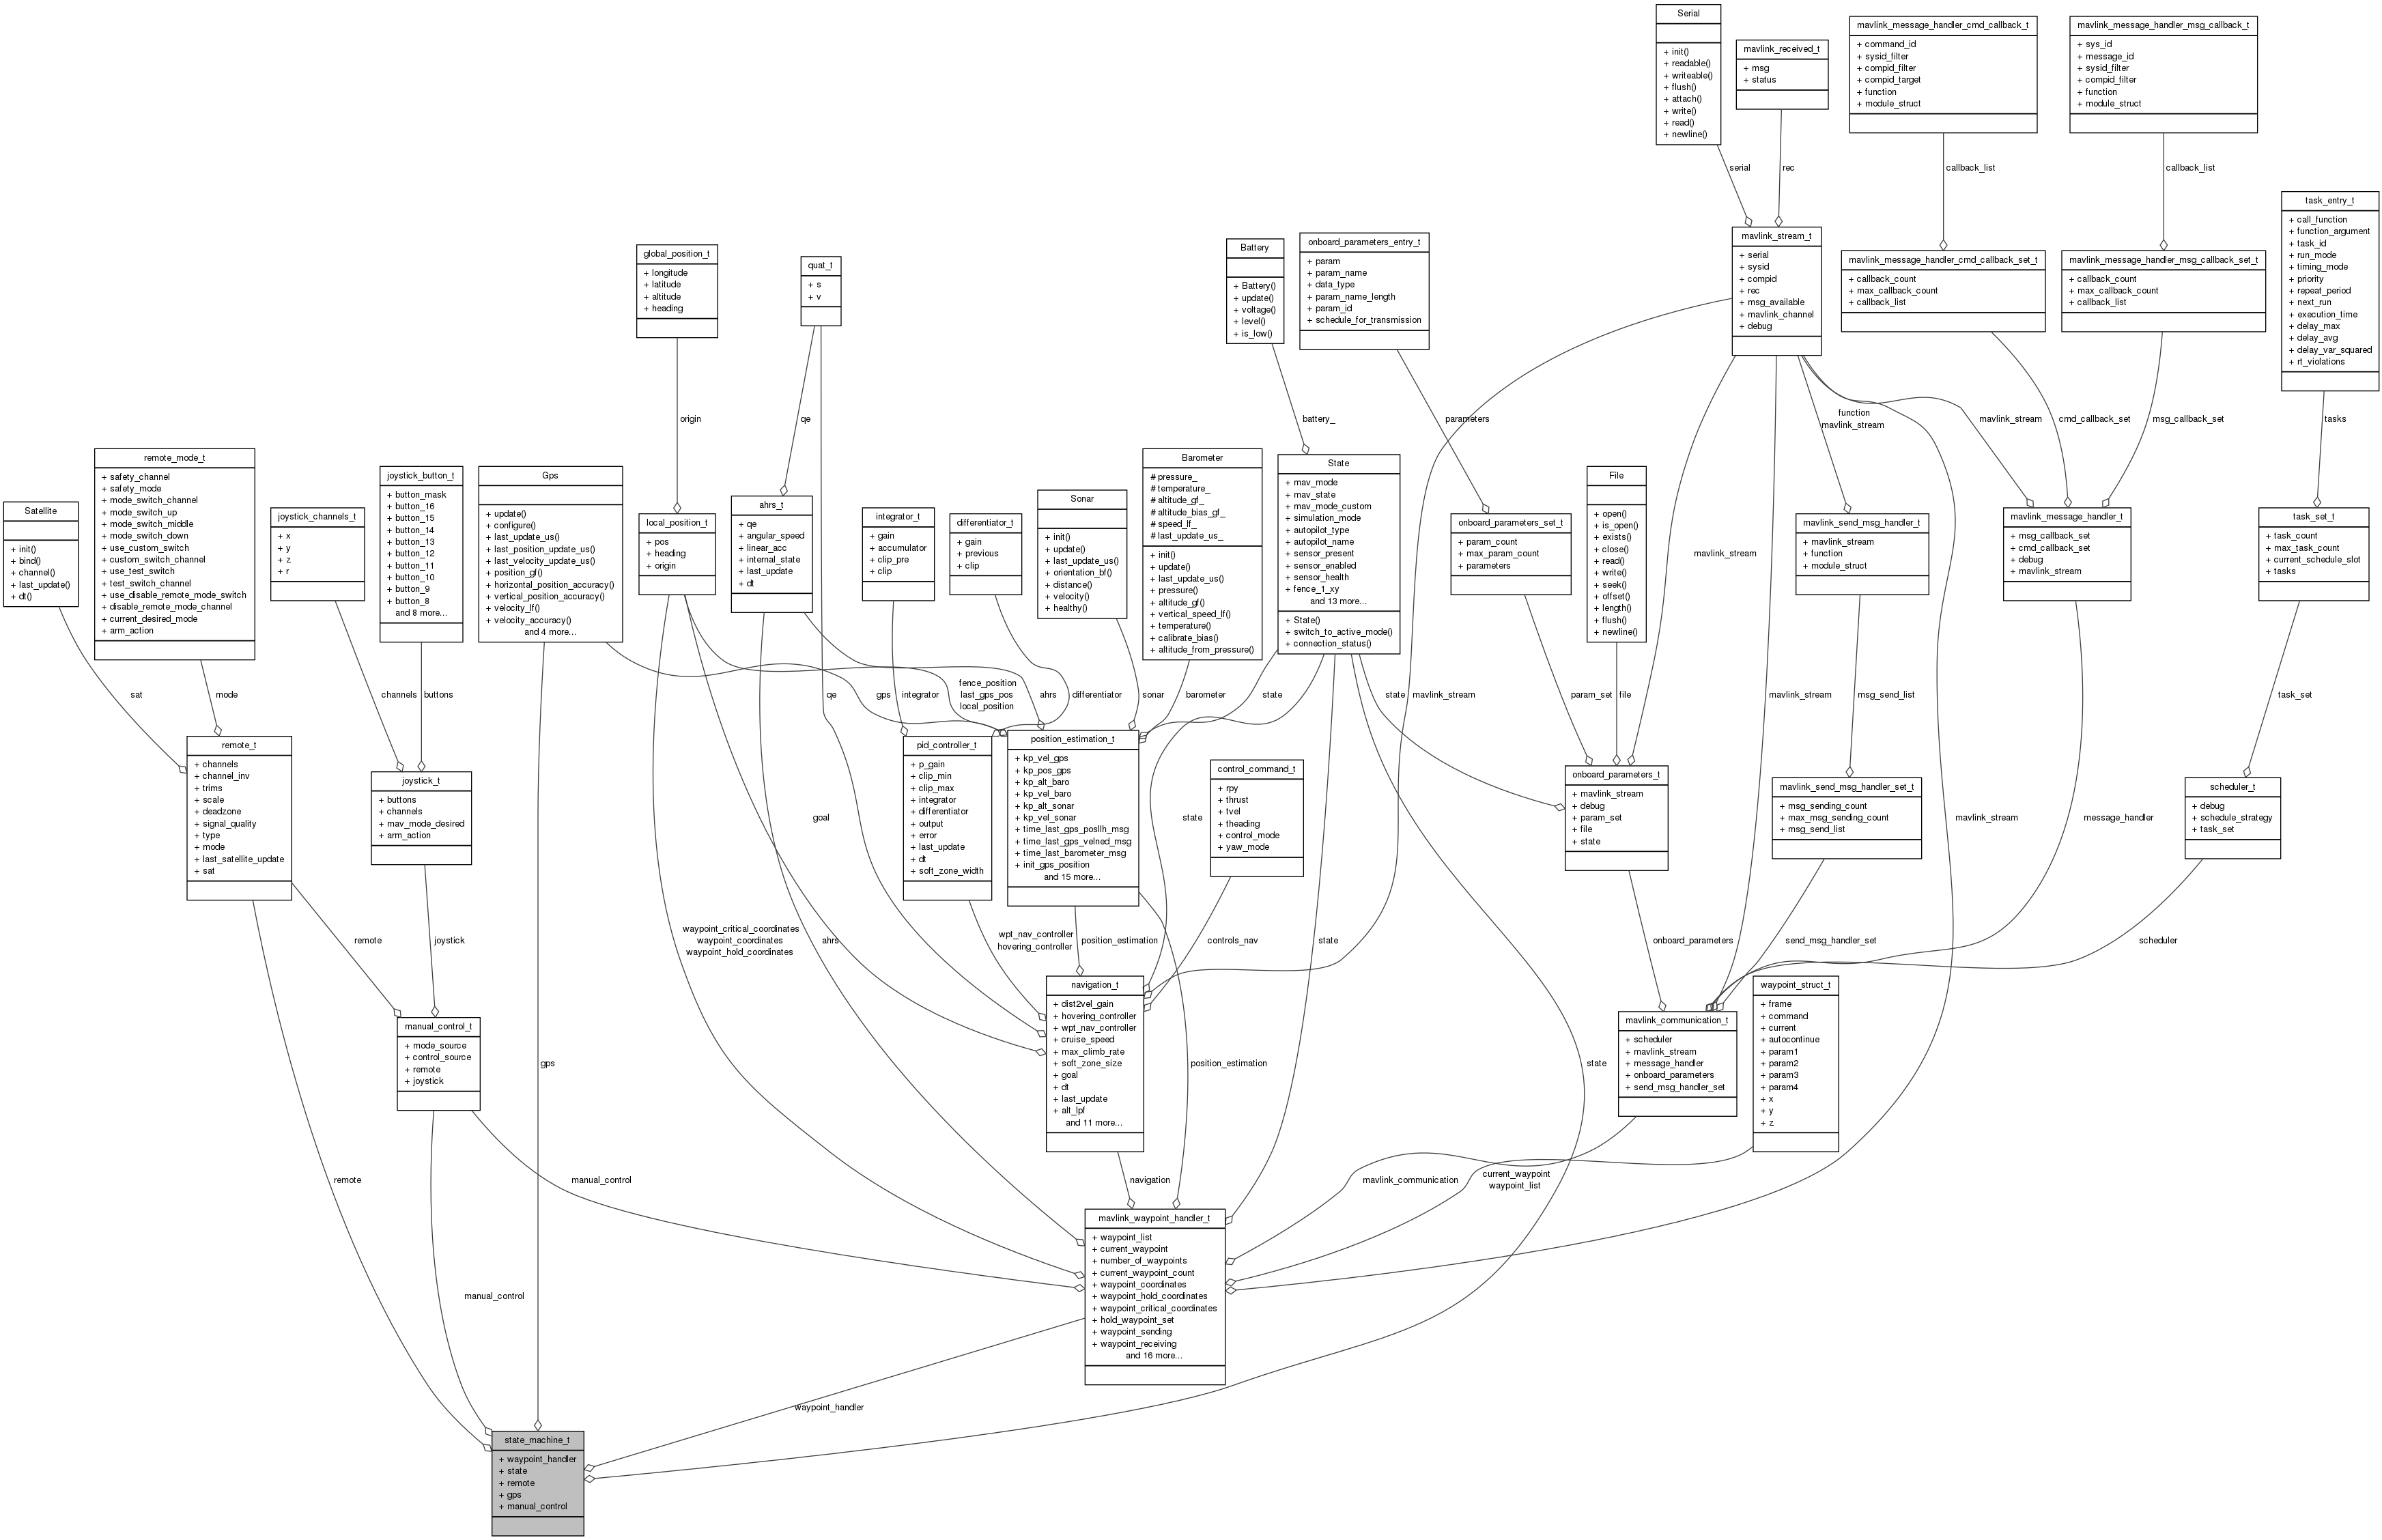 Serial
+ init()
+ readable()
+ writeable()
+ flush()
+ attach()
+ write()
+ read()
+ newline()
mavlink_received_t
+ msg
+ status
mavlink_message_handler_cmd_callback_t
+ command_id
+ sysid_filter
+ compid_filter
+ compid_target
+ function
+ module_struct
mavlink_message_handler_msg_callback_t
+ sys_id
+ message_id
+ sysid_filter
+ compid_filter
+ function
+ module_struct
serial
rec
callback_list
callback_list
task_entry_t
+ call_function
+ function_argument
+ task_id
+ run_mode
+ timing_mode
+ priority
+ repeat_period
+ next_run
+ execution_time
+ delay_max
+ delay_avg
+ delay_var_squared
+ rt_violations
global_position_t
+ longitude
+ latitude
+ altitude
+ heading
quat_t
+ s
+ v
Battery
+ Battery()
+ update()
+ voltage()
+ level()
+ is_low()
onboard_parameters_entry_t
+ param
+ param_name
+ data_type
+ param_name_length
+ param_id
+ schedule_for_transmission
mavlink_stream_t
+ serial
+ sysid
+ compid
+ rec
+ msg_available
+ mavlink_channel
+ debug
mavlink_message_handler_cmd_callback_set_t
+ callback_count
+ max_callback_count
+ callback_list
mavlink_message_handler_msg_callback_set_t
+ callback_count
+ max_callback_count
+ callback_list
origin
qe
battery_
parameters
function
mavlink_stream
mavlink_stream
cmd_callback_set
msg_callback_set
tasks
Satellite
+ init()
+ bind()
+ channel()
+ last_update()
+ dt()
remote_mode_t
+ safety_channel
+ safety_mode
+ mode_switch_channel
+ mode_switch_up
+ mode_switch_middle
+ mode_switch_down
+ use_custom_switch
+ custom_switch_channel
+ use_test_switch
+ test_switch_channel
+ use_disable_remote_mode_switch
+ disable_remote_mode_channel
+ current_desired_mode
+ arm_action
joystick_channels_t
+ x
+ y
+ z
+ r
joystick_button_t
+ button_mask
+ button_16
+ button_15
+ button_14
+ button_13
+ button_12
+ button_11
+ button_10
+ button_9
+ button_8
and 8 more...
Gps
+ update()
+ configure()
+ last_update_us()
+ last_position_update_us()
+ last_velocity_update_us()
+ position_gf()
+ horizontal_position_accuracy()
+ vertical_position_accuracy()
+ velocity_lf()
+ velocity_accuracy()
and 4 more...
local_position_t
+ pos
+ heading
+ origin
ahrs_t
+ qe
+ angular_speed
+ linear_acc
+ internal_state
+ last_update
+ dt
integrator_t
+ gain
+ accumulator
+ clip_pre
+ clip
differentiator_t
+ gain
+ previous
+ clip
Sonar
+ init()
+ update()
+ last_update_us()
+ orientation_bf()
+ distance()
+ velocity()
+ healthy()
Barometer
# pressure_
# temperature_
# altitude_gf_
# altitude_bias_gf_
# speed_lf_
# last_update_us_
+ init()
+ update()
+ last_update_us()
+ pressure()
+ altitude_gf()
+ vertical_speed_lf()
+ temperature()
+ calibrate_bias()
+ altitude_from_pressure()
State
+ mav_mode
+ mav_state
+ mav_mode_custom
+ simulation_mode
+ autopilot_type
+ autopilot_name
+ sensor_present
+ sensor_enabled
+ sensor_health
+ fence_1_xy
and 13 more...
+ State()
+ switch_to_active_mode()
+ connection_status()
onboard_parameters_set_t
+ param_count
+ max_param_count
+ parameters
File
+ open()
+ is_open()
+ exists()
+ close()
+ read()
+ write()
+ seek()
+ offset()
+ length()
+ flush()
+ newline()
mavlink_stream
mavlink_send_msg_handler_t
+ mavlink_stream
+ function
+ module_struct
mavlink_message_handler_t
+ msg_callback_set
+ cmd_callback_set
+ debug
+ mavlink_stream
task_set_t
+ task_count
+ max_task_count
+ current_schedule_slot
+ tasks
sat
mode
channels
buttons
qe
gps
integrator
fence_position
last_gps_pos
local_position
ahrs
differentiator
sonar
barometer
state
state
mavlink_stream
param_set
file
mavlink_stream
msg_send_list
task_set
remote_t
+ channels
+ channel_inv
+ trims
+ scale
+ deadzone
+ signal_quality
+ type
+ mode
+ last_satellite_update
+ sat
joystick_t
+ buttons
+ channels
+ mav_mode_desired
+ arm_action
goal
pid_controller_t
+ p_gain
+ clip_min
+ clip_max
+ integrator
+ differentiator
+ output
+ error
+ last_update
+ dt
+ soft_zone_width
position_estimation_t
+ kp_vel_gps
+ kp_pos_gps
+ kp_alt_baro
+ kp_vel_baro
+ kp_alt_sonar
+ kp_vel_sonar
+ time_last_gps_posllh_msg
+ time_last_gps_velned_msg
+ time_last_barometer_msg
+ init_gps_position
and 15 more...
state
control_command_t
+ rpy
+ thrust
+ tvel
+ theading
+ control_mode
+ yaw_mode
onboard_parameters_t
+ mavlink_stream
+ debug
+ param_set
+ file
+ state
mavlink_send_msg_handler_set_t
+ msg_sending_count
+ max_msg_sending_count
+ msg_send_list
mavlink_stream
message_handler
scheduler_t
+ debug
+ schedule_strategy
+ task_set
remote
joystick
waypoint_critical_coordinates
waypoint_coordinates
waypoint_hold_coordinates
ahrs
wpt_nav_controller
hovering_controller
position_estimation
controls_nav
state
onboard_parameters
send_msg_handler_set
scheduler
manual_control_t
+ mode_source
+ control_source
+ remote
+ joystick
gps
navigation_t
+ dist2vel_gain
+ hovering_controller
+ wpt_nav_controller
+ cruise_speed
+ max_climb_rate
+ soft_zone_size
+ goal
+ dt
+ last_update
+ alt_lpf
and 11 more...
position_estimation
state
mavlink_communication_t
+ scheduler
+ mavlink_stream
+ message_handler
+ onboard_parameters
+ send_msg_handler_set
waypoint_struct_t
+ frame
+ command
+ current
+ autocontinue
+ param1
+ param2
+ param3
+ param4
+ x
+ y
+ z
remote
manual_control
navigation
mavlink_communication
current_waypoint
waypoint_list
manual_control
mavlink_waypoint_handler_t
+ waypoint_list
+ current_waypoint
+ number_of_waypoints
+ current_waypoint_count
+ waypoint_coordinates
+ waypoint_hold_coordinates
+ waypoint_critical_coordinates
+ hold_waypoint_set
+ waypoint_sending
+ waypoint_receiving
and 16 more...
waypoint_handler
state_machine_t
+ waypoint_handler
+ state
+ remote
+ gps
+ manual_control